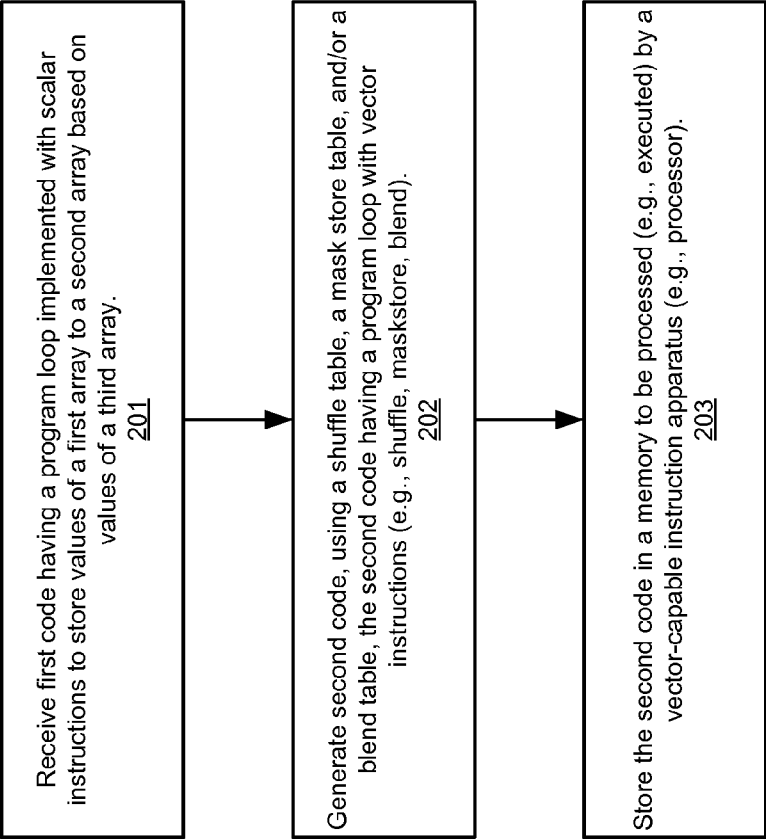 Receive first code having a program loop implemented with scalar
instructions to store values of a first array to a second array based on
values of a third array.
201
Generate second code, using a shuffle table, a mask store table, and/or a
blend table, the second code having a program loop with vector
instructions (e.g., shuffle, maskstore, blend).
202
Store the second code in a memory to be processed (e.g., executed) by a
vector-capable instruction apparatus (e.g., processor).
203